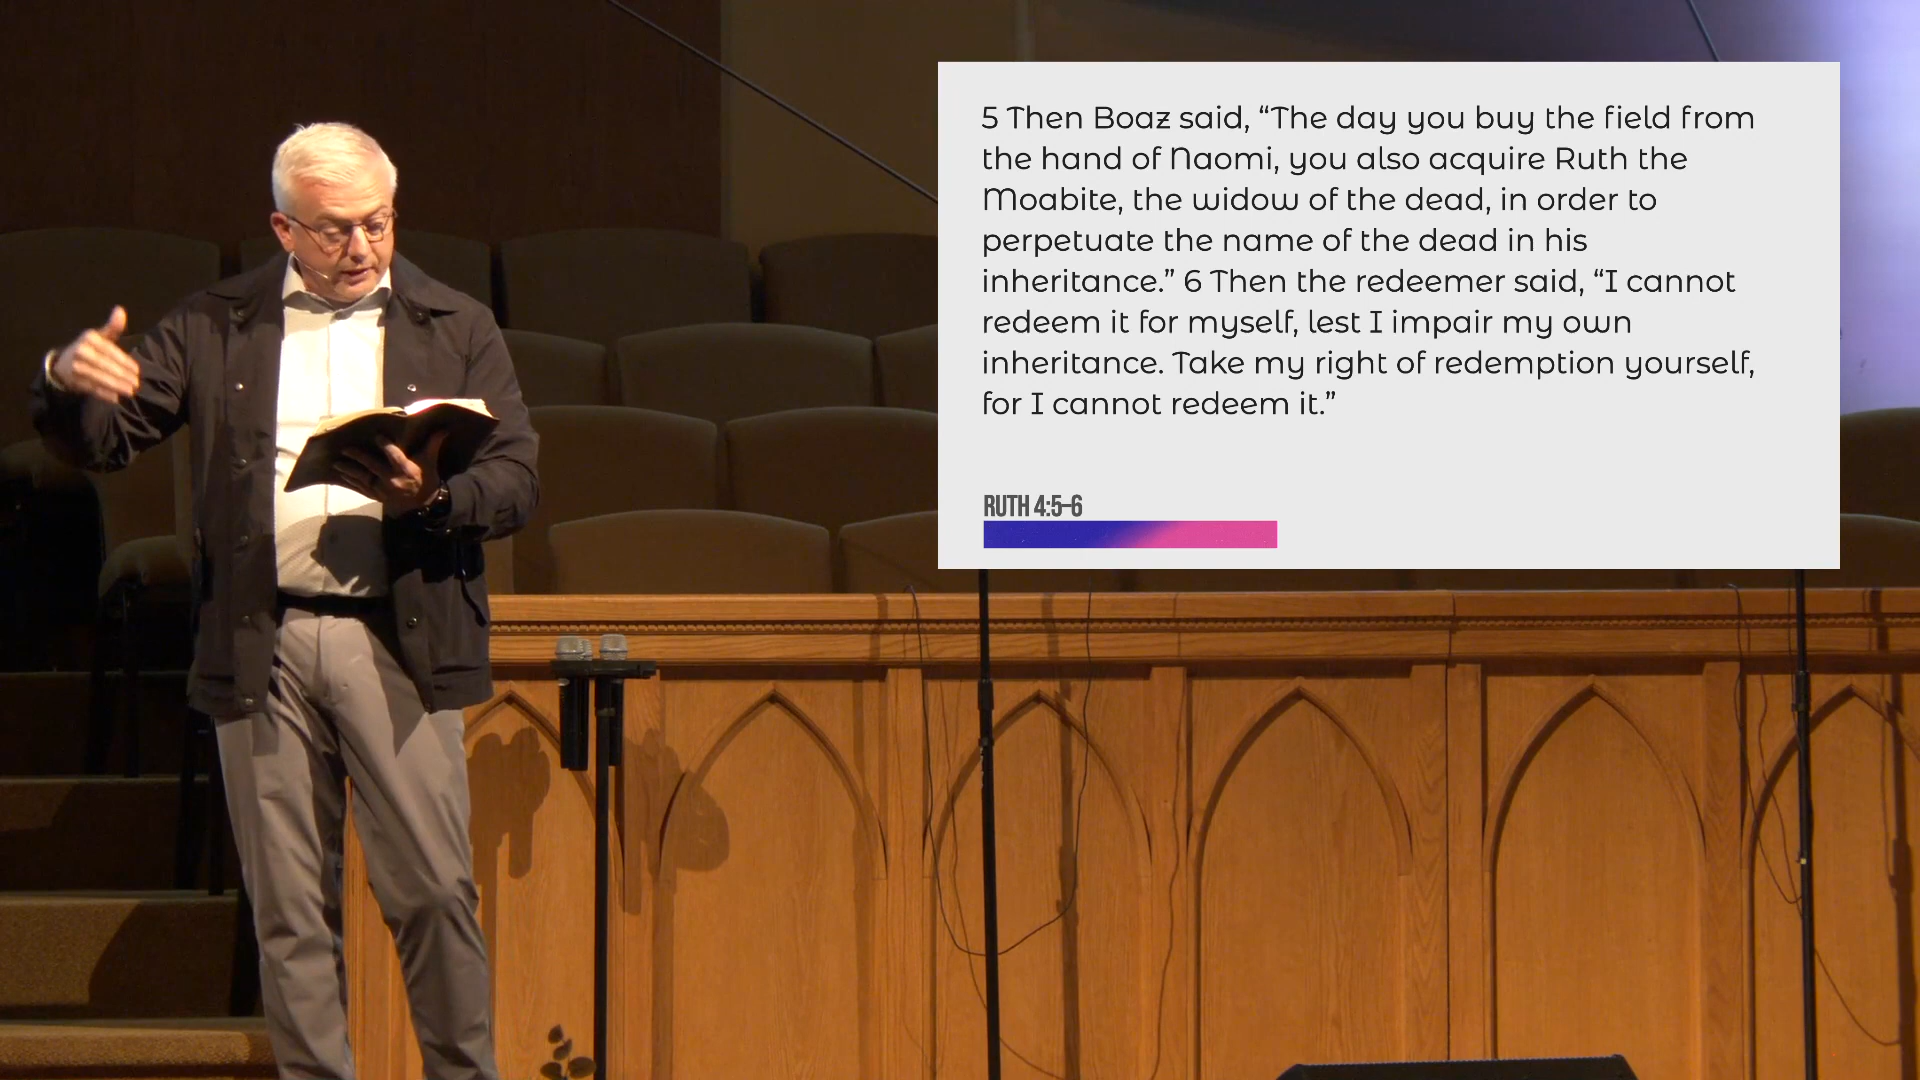 5 Then Boaz said, “The day you buy the field from
the hand of Naomi, you also acquire Ruth the
Moabite, the widow of the dead, in order to
perpetuate the name of the dead in his
inheritance.” 6 Then the redeemer said, “I cannot
redeem it for myself, lest I impair my own
inheritance. Take my right of redemption yourself,
for I cannot redeem it.”
RUTH 4:5–6